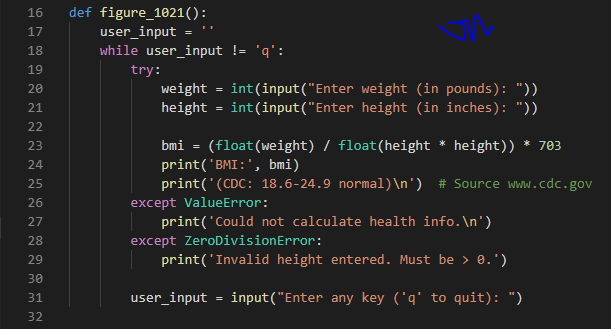 16 def figure_1021():
17     user_input = ''
18     while user_input != 'q':
19         try:
20             weight = int(input("Enter weight (in pounds): "))
21             height = int(input("Enter height (in inches): "))
22
23             bmi = (float(weight) / float(height * height)) * 703
24             print('BMI:', bmi)
25             print('(CDC: 18.6-24.9 normal)\n')  # Source www.cdc.gov
26         except ValueError:
27             print('Could not calculate health info.\n')
28         except ZeroDivisionError:
29             print('Invalid height entered. Must be > 0.')
30
31         user_input = input("Enter any key ('q' to quit): ")
32